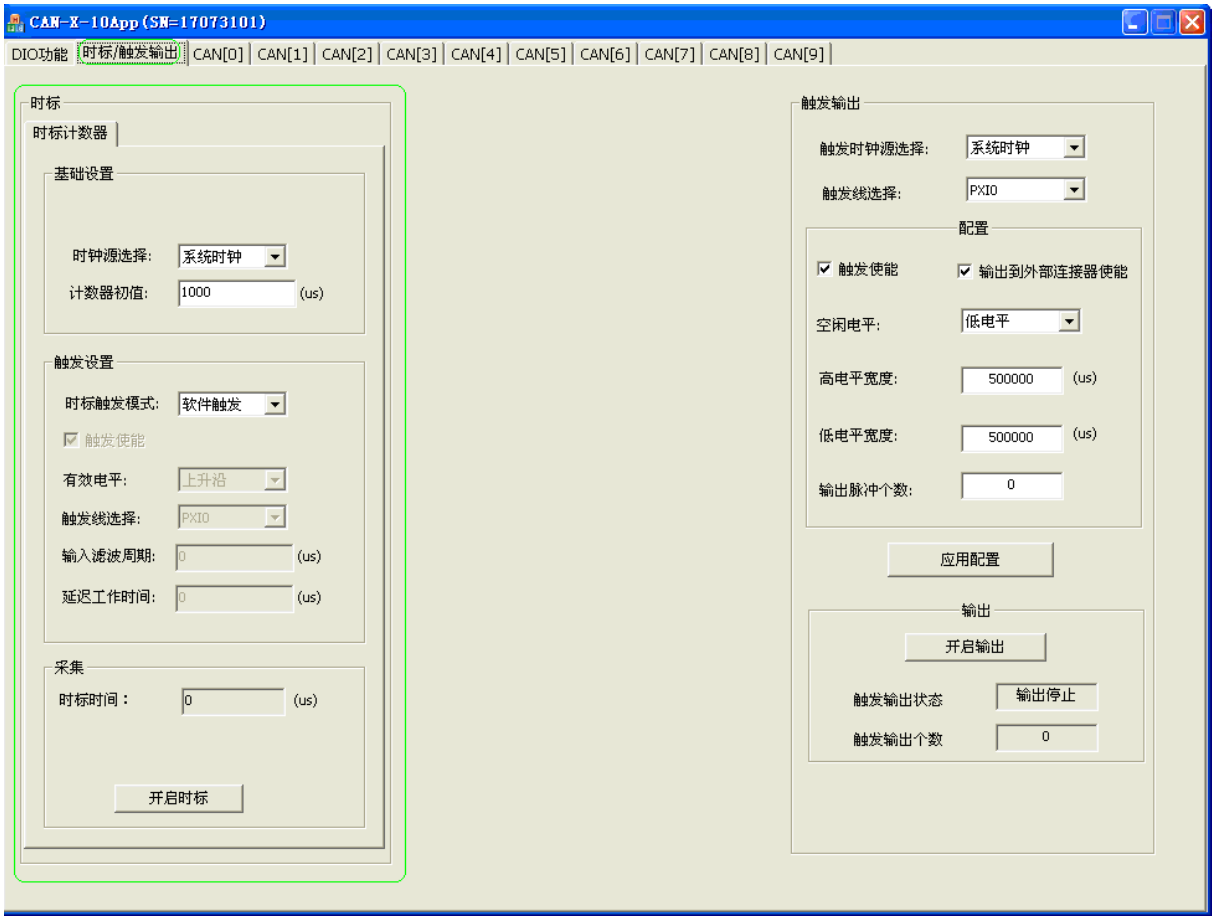 CAN-X-10App(SN=17073101)
DIO功能 时标/触发输出 CAN[0] CAN[1] CAN[2] CAN[3] CAN[4] CAN[5] CAN[6] CAN[7] CAN[8] CAN[9]
时标
时标计数器
基础设置
时钟源选择: 系统时钟
计数器初值: 1000 (us)
触发设置
时标触发模式: 软件触发
触发使能
有效电平: 上升沿
触发线选择: PXI0
输入滤波周期: 0 (us)
延迟工作时间: 0 (us)
采集
时标时间： 0 (us)
开启时标
触发输出
触发时钟源选择: 系统时钟
触发线选择: PXI0
配置
触发使能 输出到外部连接器使能
空闲电平: 低电平
高电平宽度: 500000 (us)
低电平宽度: 500000 (us)
输出脉冲个数: 0
应用配置
输出
开启输出
触发输出状态 输出停止
触发输出个数 0